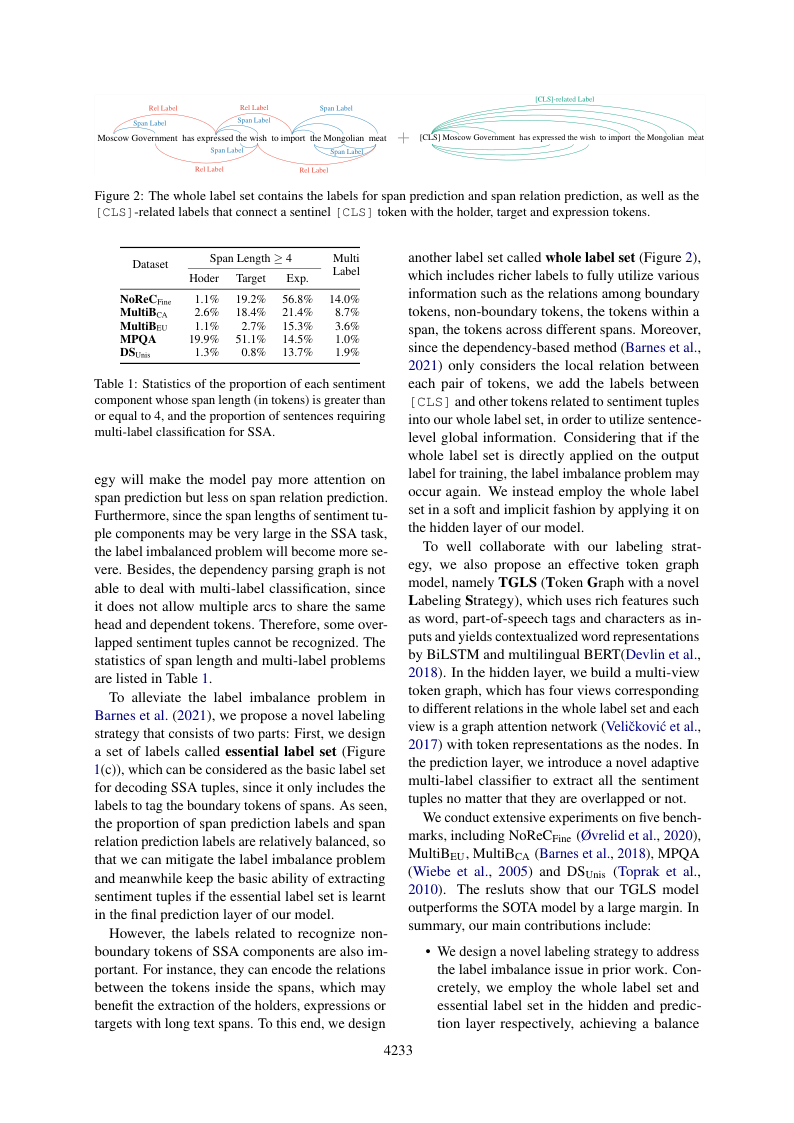 Rel Label Rel Label Span Label [CLS]-related Label
Span Label Span Label
Moscow Government has expressed the wish to import the Mongolian meat + [CLS] Moscow Government has expressed the wish to import the Mongolian meat
Span Label Span Label
Rel Label Rel Label
Figure 2: The whole label set contains the labels for span prediction and span relation prediction, as well as the
[CLS]-related labels that connect a sentinel [CLS] token with the holder, target and expression tokens.
Dataset Span Length ≥ 4 Multi
Label
Hoder Target Exp.
NoReCFine 1.1% 19.2% 56.8% 14.0%
MultiBCA 2.6% 18.4% 21.4% 8.7%
MultiBEU 1.1% 2.7% 15.3% 3.6%
MPQA 19.9% 51.1% 14.5% 1.0%
DSUnis 1.3% 0.8% 13.7% 1.9%
Table 1: Statistics of the proportion of each sentiment
component whose span length (in tokens) is greater than
or equal to 4, and the proportion of sentences requiring
multi-label classification for SSA.
egy will make the model pay more attention on
span prediction but less on span relation prediction.
Furthermore, since the span lengths of sentiment tu-
ple components may be very large in the SSA task,
the label imbalanced problem will become more se-
vere. Besides, the dependency parsing graph is not
able to deal with multi-label classification, since
it does not allow multiple arcs to share the same
head and dependent tokens. Therefore, some over-
lapped sentiment tuples cannot be recognized. The
statistics of span length and multi-label problems
are listed in Table 1.
To alleviate the label imbalance problem in
Barnes et al. (2021), we propose a novel labeling
strategy that consists of two parts: First, we design
a set of labels called essential label set (Figure
1(c)), which can be considered as the basic label set
for decoding SSA tuples, since it only includes the
labels to tag the boundary tokens of spans. As seen,
the proportion of span prediction labels and span
relation prediction labels are relatively balanced, so
that we can mitigate the label imbalance problem
and meanwhile keep the basic ability of extracting
sentiment tuples if the essential label set is learnt
in the final prediction layer of our model.
However, the labels related to recognize non-
boundary tokens of SSA components are also im-
portant. For instance, they can encode the relations
between the tokens inside the spans, which may
benefit the extraction of the holders, expressions or
targets with long text spans. To this end, we design
another label set called whole label set (Figure 2),
which includes richer labels to fully utilize various
information such as the relations among boundary
tokens, non-boundary tokens, the tokens within a
span, the tokens across different spans. Moreover,
since the dependency-based method (Barnes et al.,
2021) only considers the local relation between
each pair of tokens, we add the labels between
[CLS] and other tokens related to sentiment tuples
into our whole label set, in order to utilize sentence-
level global information. Considering that if the
whole label set is directly applied on the output
label for training, the label imbalance problem may
occur again. We instead employ the whole label
set in a soft and implicit fashion by applying it on
the hidden layer of our model.
To well collaborate with our labeling strat-
egy, we also propose an effective token graph
model, namely TGLS (Token Graph with a novel
Labeling Strategy), which uses rich features such
as word, part-of-speech tags and characters as in-
puts and yields contextualized word representations
by BiLSTM and multilingual BERT(Devlin et al.,
2018). In the hidden layer, we build a multi-view
token graph, which has four views corresponding
to different relations in the whole label set and each
view is a graph attention network (Veličković et al.,
2017) with token representations as the nodes. In
the prediction layer, we introduce a novel adaptive
multi-label classifier to extract all the sentiment
tuples no matter that they are overlapped or not.
We conduct extensive experiments on five bench-
marks, including NoReCFine (Øvrelid et al., 2020),
MultiBEU, MultiBCA (Barnes et al., 2018), MPQA
(Wiebe et al., 2005) and DSUnis (Toprak et al.,
2010). The resluts show that our TGLS model
outperforms the SOTA model by a large margin. In
summary, our main contributions include:
• We design a novel labeling strategy to address
the label imbalance issue in prior work. Con-
cretely, we employ the whole label set and
essential label set in the hidden and predic-
tion layer respectively, achieving a balance
4233